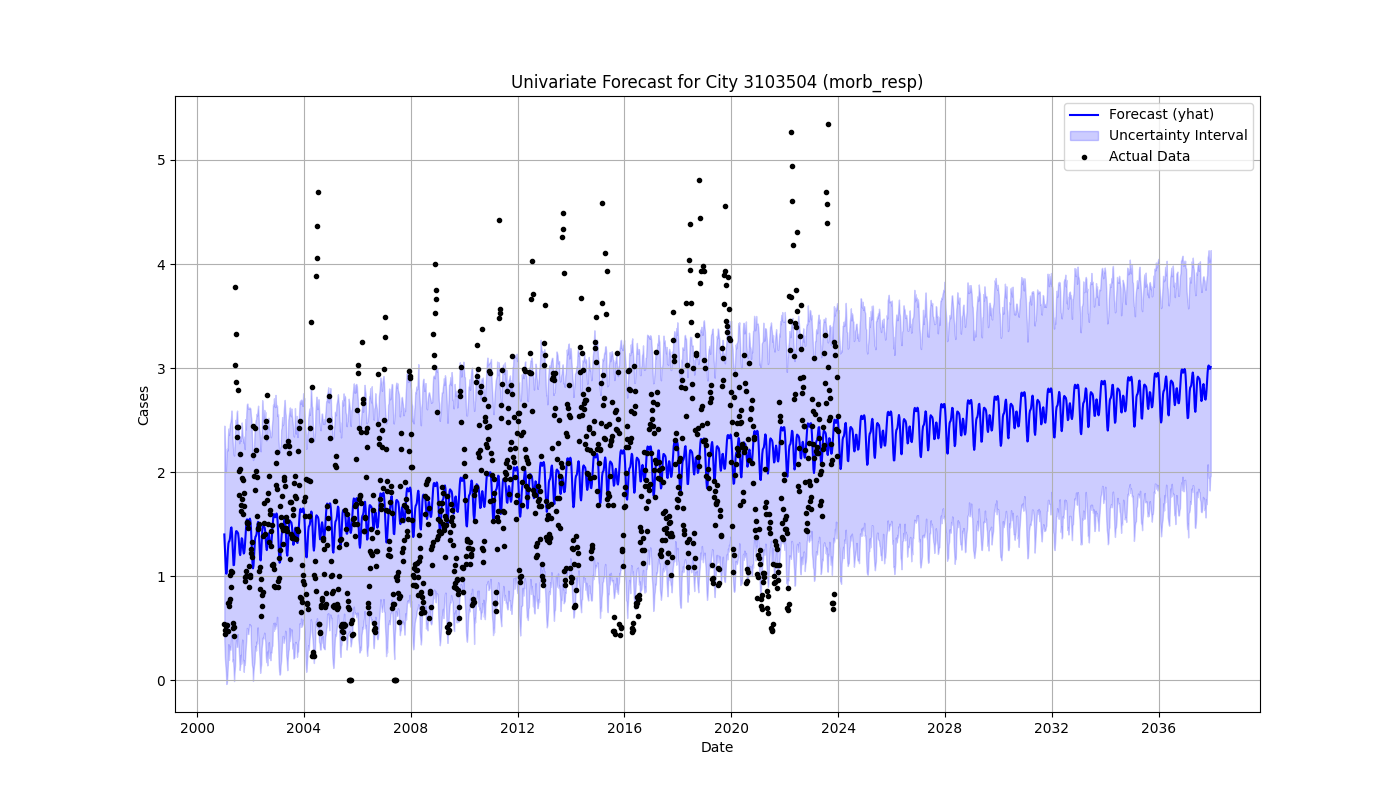 Univariate Forecast for City 3103504 (morb_resp)
Forecast (yhat)
Uncertainty Interval
Actual Data
Cases
5
4
3
2
1
0
2000 2004 2008 2012 2016 2020 2024 2028 2032 2036
Date